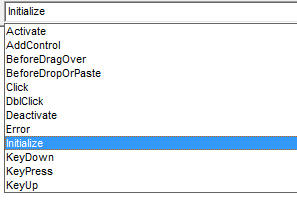 Initialize
Activate
AddControl
BeforeDragOver
BeforeDropOrPaste
Click
DblClick
Deactivate
Error
Initialize
KeyDown
KeyPress
KeyUp